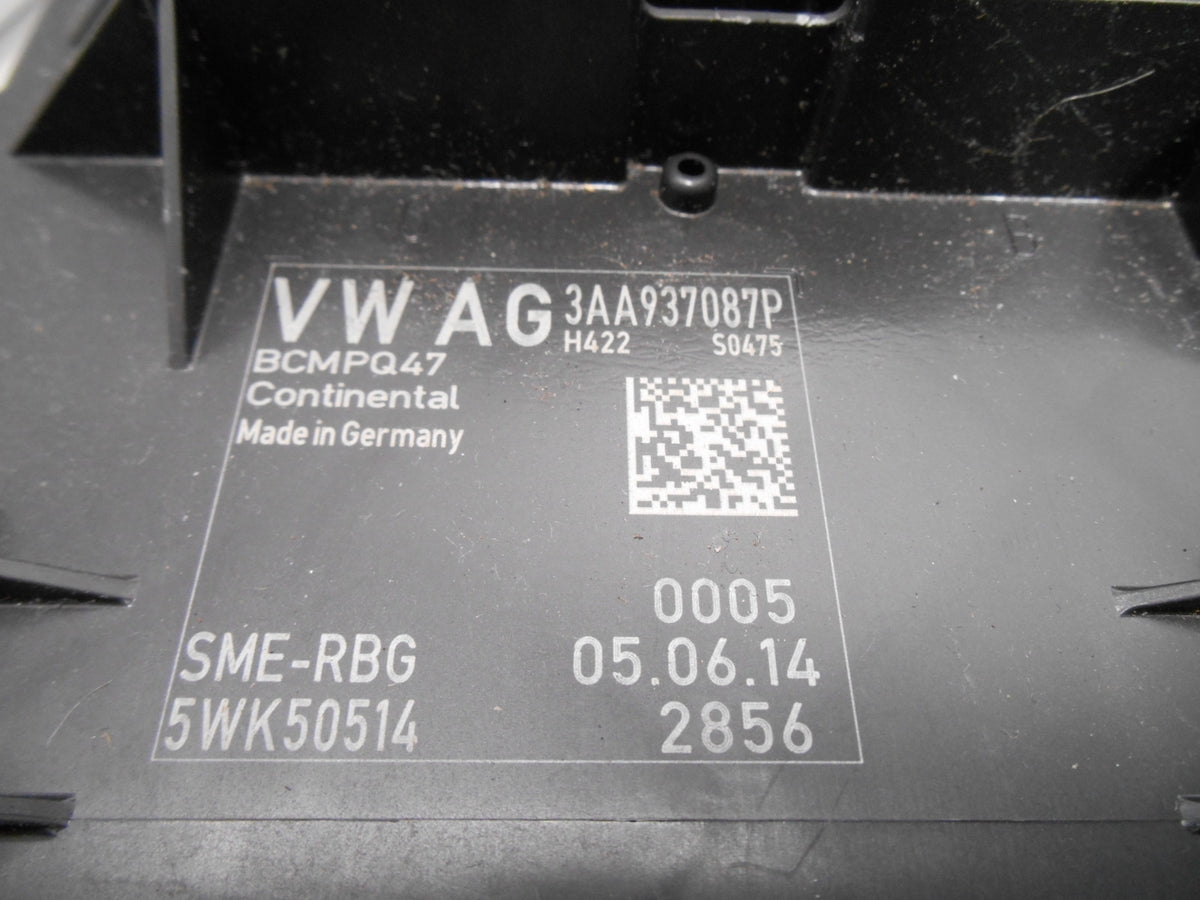 VW AG 3AA937087P
H422 S0475
BCMPQ47
Continental
Made in Germany
0005
SME-RBG 05.06.14
5WK50514 2856